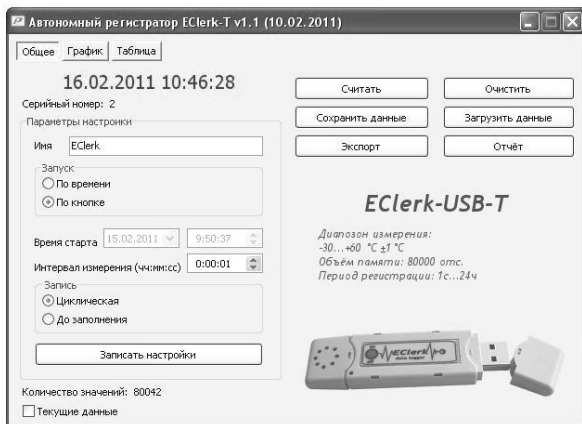 Автономный регистратор EClerk-T v1.1 (10.02.2011)
Общее График Таблица
16.02.2011 10:46:28
Серийный номер: 2
Параметры настройки
Имя EClerk
Запуск
По времени
По кнопке
Время старта 15.02.2011 9:50:37
Интервал измерения (чч:мм:сс) 0:00:01
Запись
Циклическая
До заполнения
Записать настройки
Количество значений: 80042
Текущие данные
Считать Очистить
Сохранить данные Загрузить данные
Экспорт Отчёт
EClerk-USB-T
Диапазон измерения:
-30...+60 °C ±1 °C
Объём памяти: 80000 отс.
Период регистрации: 1с...24ч
EClerk
data logger